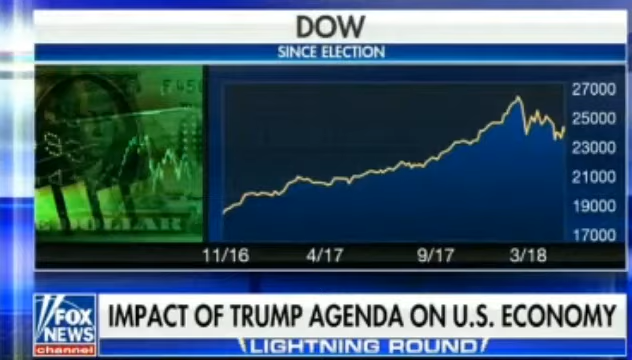 DOW
SINCE ELECTION
27000
25000
23000
21000
19000
17000
11/16 4/17 9/17 3/18
DOLLAR
FOX
NEWS
channel
IMPACT OF TRUMP AGENDA ON U.S. ECONOMY
LIGHTNING ROUND